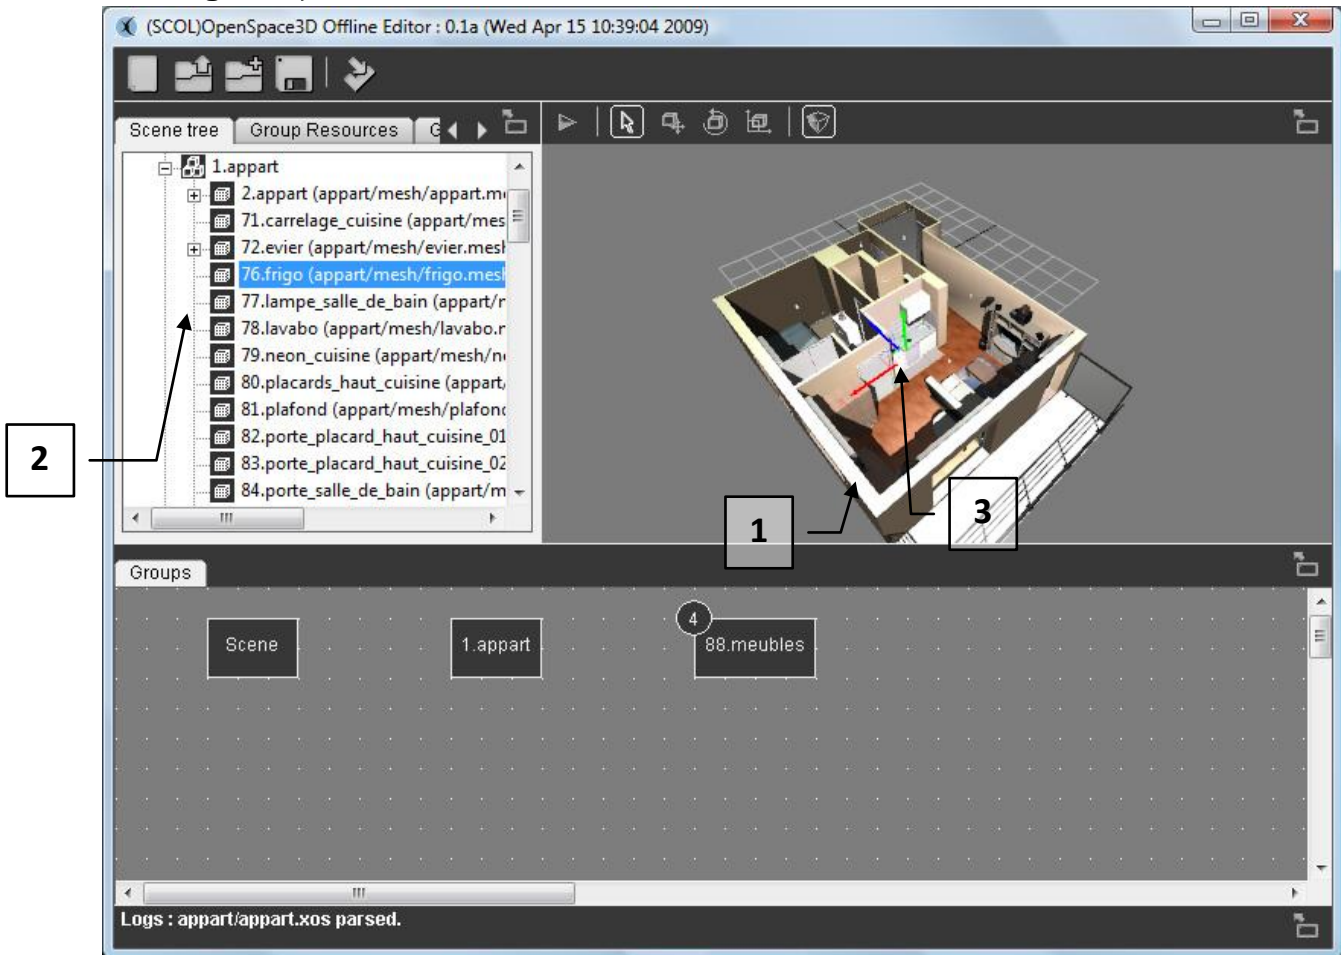 (SCOL)OpenSpace3D Offline Editor : 0.1a (Wed Apr 15 10:39:04 2009)
Scene tree
Group Resources
1.appart
2.appart (appart/mesh/appart.m
71.carrelage_cuisine (appart/mes
72.evier (appart/mesh/evier.mesh
76.frigo (appart/mesh/frigo.mesh
77.lampe_salle_de_bain (appart/
78.lavabo (appart/mesh/lavabo.
79.neon_cuisine (appart/mesh/n
80.placards_haut_cuisine (appart/
81.plafond (appart/mesh/plafon
82.porte_placard_haut_cuisine_01
83.porte_placard_haut_cuisine_02
84.porte_salle_de_bain (appart/m
2
1
3
Groups
Scene
1.appart
4
88.meubles
Logs : appart/appart.xos parsed.